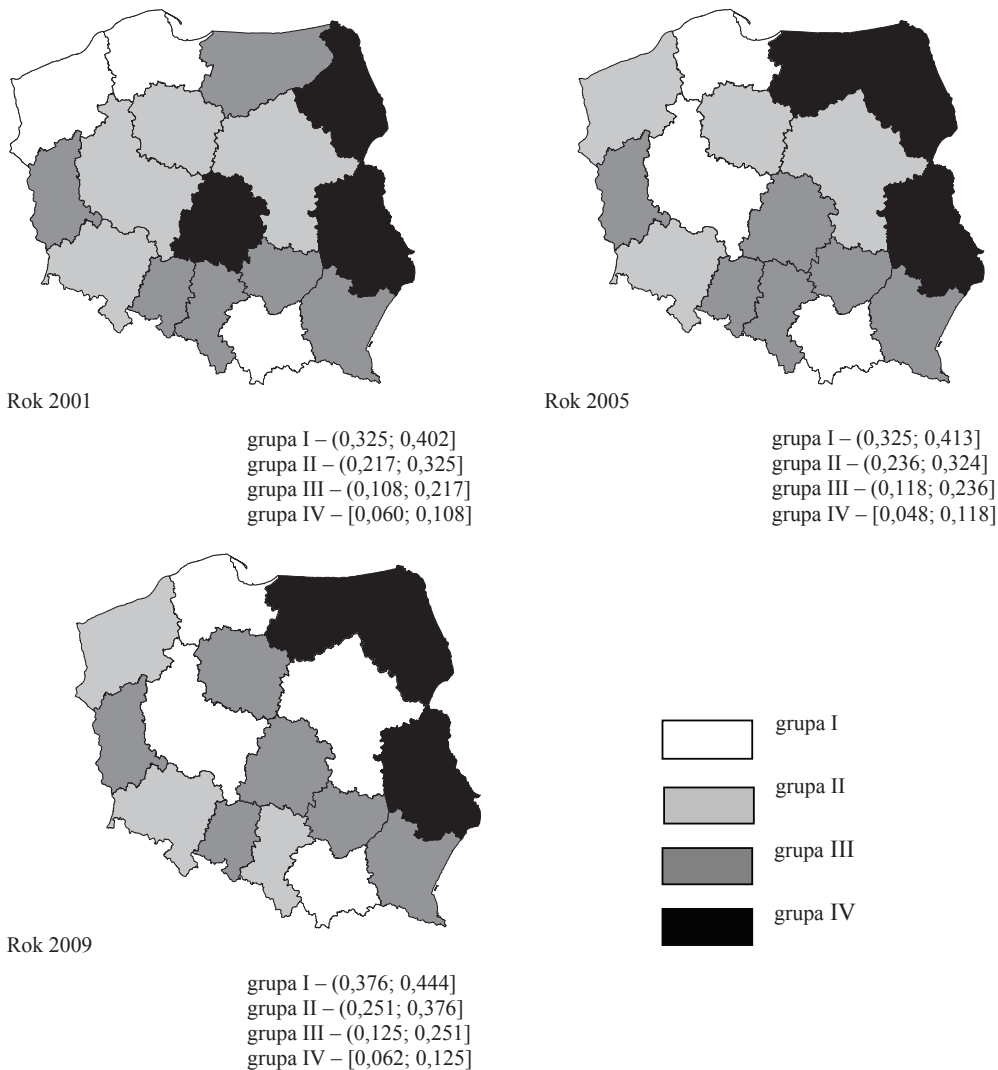 Rok 2001
Rok 2005
grupa I – (0,325; 0,402]
grupa II – (0,217; 0,325]
grupa III – (0,108; 0,217]
grupa IV – [0,060; 0,108]
grupa I – (0,325; 0,413]
grupa II – (0,236; 0,324]
grupa III – (0,118; 0,236]
grupa IV – [0,048; 0,118]
grupa I
grupa II
grupa III
grupa IV
Rok 2009
grupa I – (0,376; 0,444]
grupa II – (0,251; 0,376]
grupa III – (0,125; 0,251]
grupa IV – [0,062; 0,125]